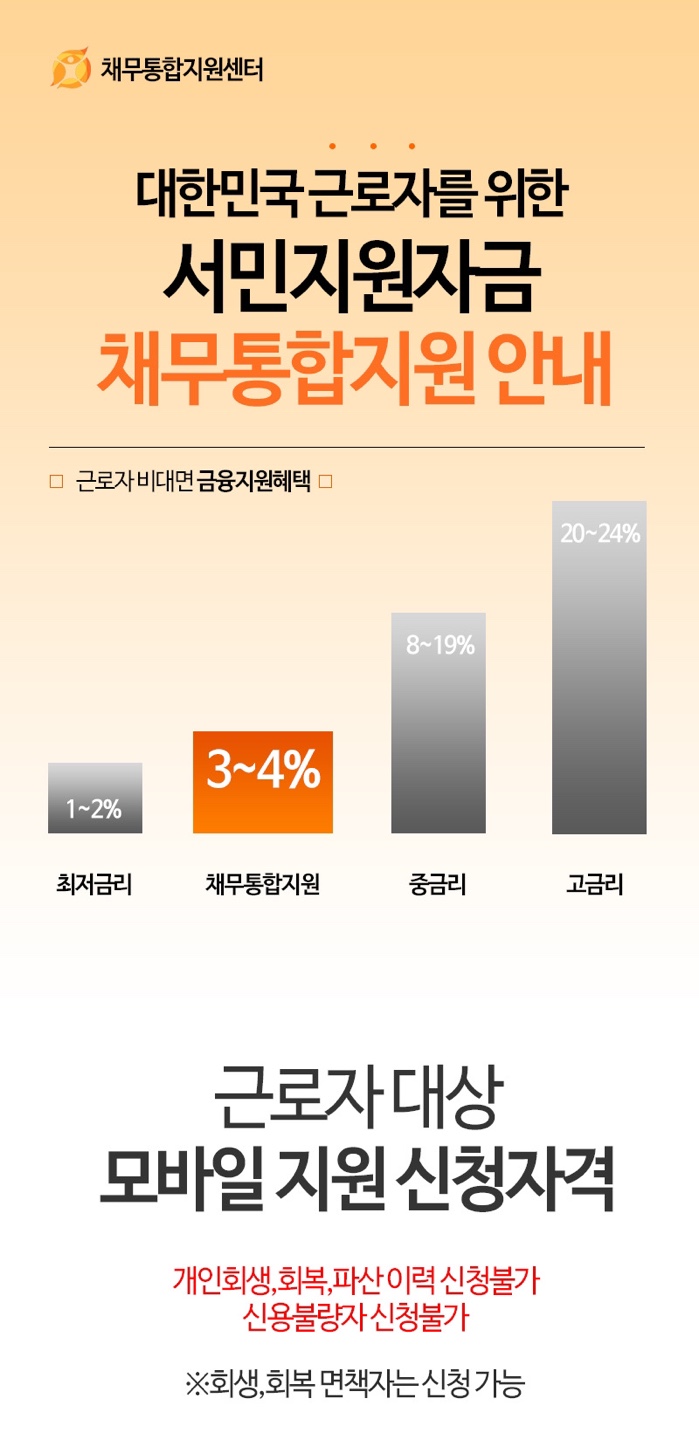 채무통합지원센터
대한민국 근로자를 위한
서민지원자금
채무통합지원 안내
□ 근로자 비대면 금융지원혜택 □
20~24%
8~19%
3~4%
1~2%
최저금리 채무통합지원 중금리 고금리
근로자 대상
모바일 지원 신청자격
개인회생,회복,파산 이력 신청불가
신용불량자 신청불가
※회생,회복 면책자는 신청 가능